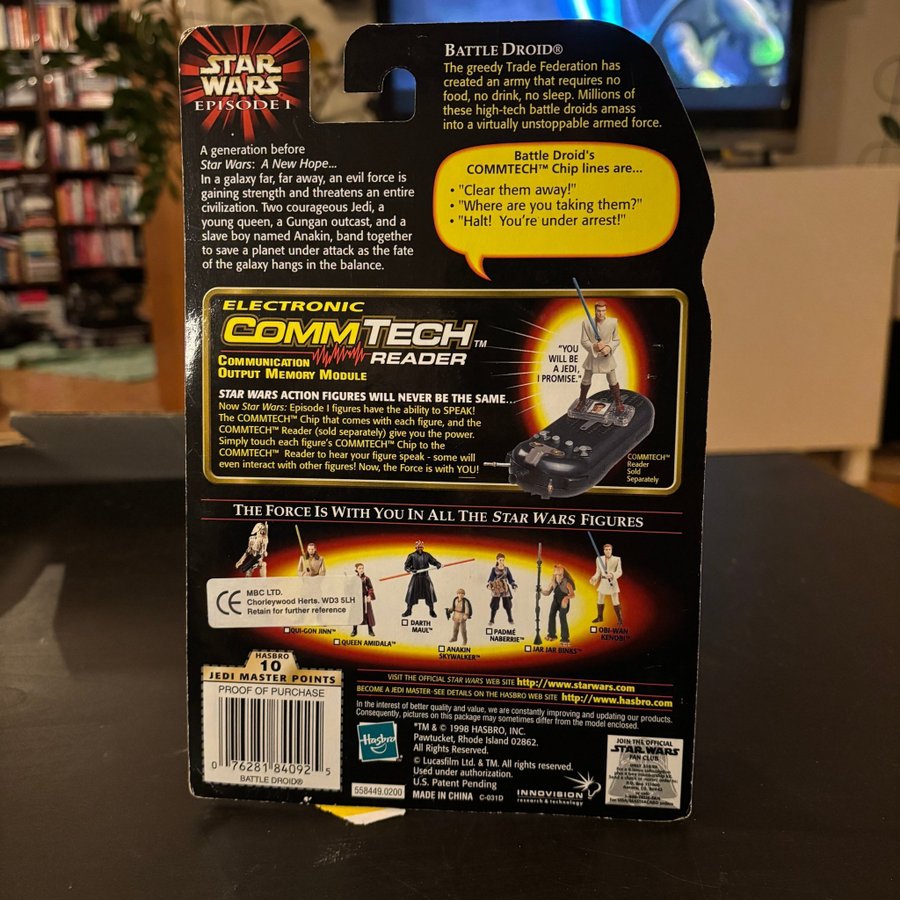 STAR
WARS
EPISODE I
A generation before
Star Wars: A New Hope...
In a galaxy far, far away, an evil force is
gaining strength and threatens an entire
civilization. Two courageous Jedi, a
young queen, a Gungan outcast, and a
slave boy named Anakin, band together
to save a planet under attack as the fate
of the galaxy hangs in the balance.
BATTLE DROID®
The greedy Trade Federation has
created an army that requires no
food, no drink, no sleep. Millions of
these high-tech battle droids amass
into a virtually unstoppable armed force.
Battle Droid's
COMMTECH™ Chip lines are...
• "Clear them away!"
• "Where are you taking them?"
• "Halt! You're under arrest!"
ELECTRONIC
COMMTECH™
READER
COMMUNICATION
OUTPUT MEMORY MODULE
STAR WARS ACTION FIGURES WILL NEVER BE THE SAME...
Now Star Wars: Episode I figures have the ability to SPEAK!
The COMMTECH™ Chip that comes with each figure, and the
COMMTECH™ Reader (sold separately) give you the power.
Simply touch each figure's COMMTECH™ Chip to the
COMMTECH™ Reader to hear your figure speak - some will
even interact with other figures! Now, the Force is with YOU!
"YOU
WILL BE
A JEDI,
I PROMISE."
COMMTECH™
Reader
Sold
Separately
THE FORCE IS WITH YOU IN ALL THE STAR WARS FIGURES
CE
MBC LTD.
Chorleywood Herts. WD3 5LH
Retain for further reference
QUI-GON JINN™
QUEEN AMIDALA™
DARTH
MAUL™
ANAKIN
SKYWALKER™
PADMÉ
NABERRIE™
JAR JAR BINKS™
OBI-WAN
KENOBI™
HASBRO
10
JEDI MASTER POINTS
PROOF OF PURCHASE
0 76281 84092 5
BATTLE DROID®
VISIT THE OFFICIAL STAR WARS WEB SITE http://www.starwars.com
BECOME A JEDI MASTER-SEE DETAILS ON THE HASBRO WEB SITE http://www.hasbro.com
In the interest of better quality and value, we are constantly improving and updating our products.
Consequently, pictures on this package may sometimes differ from the model enclosed.
Hasbro
*TM & © 1998 HASBRO, INC.
Pawtucket, Rhode Island 02862.
All Rights Reserved.
© Lucasfilm Ltd. & TM. All rights reserved.
Used under authorization.
U.S. Patent Pending
558449.0200
MADE IN CHINA C-031D
INNOVISION
research & technology
JOIN THE OFFICIAL
STAR WARS
FAN CLUB